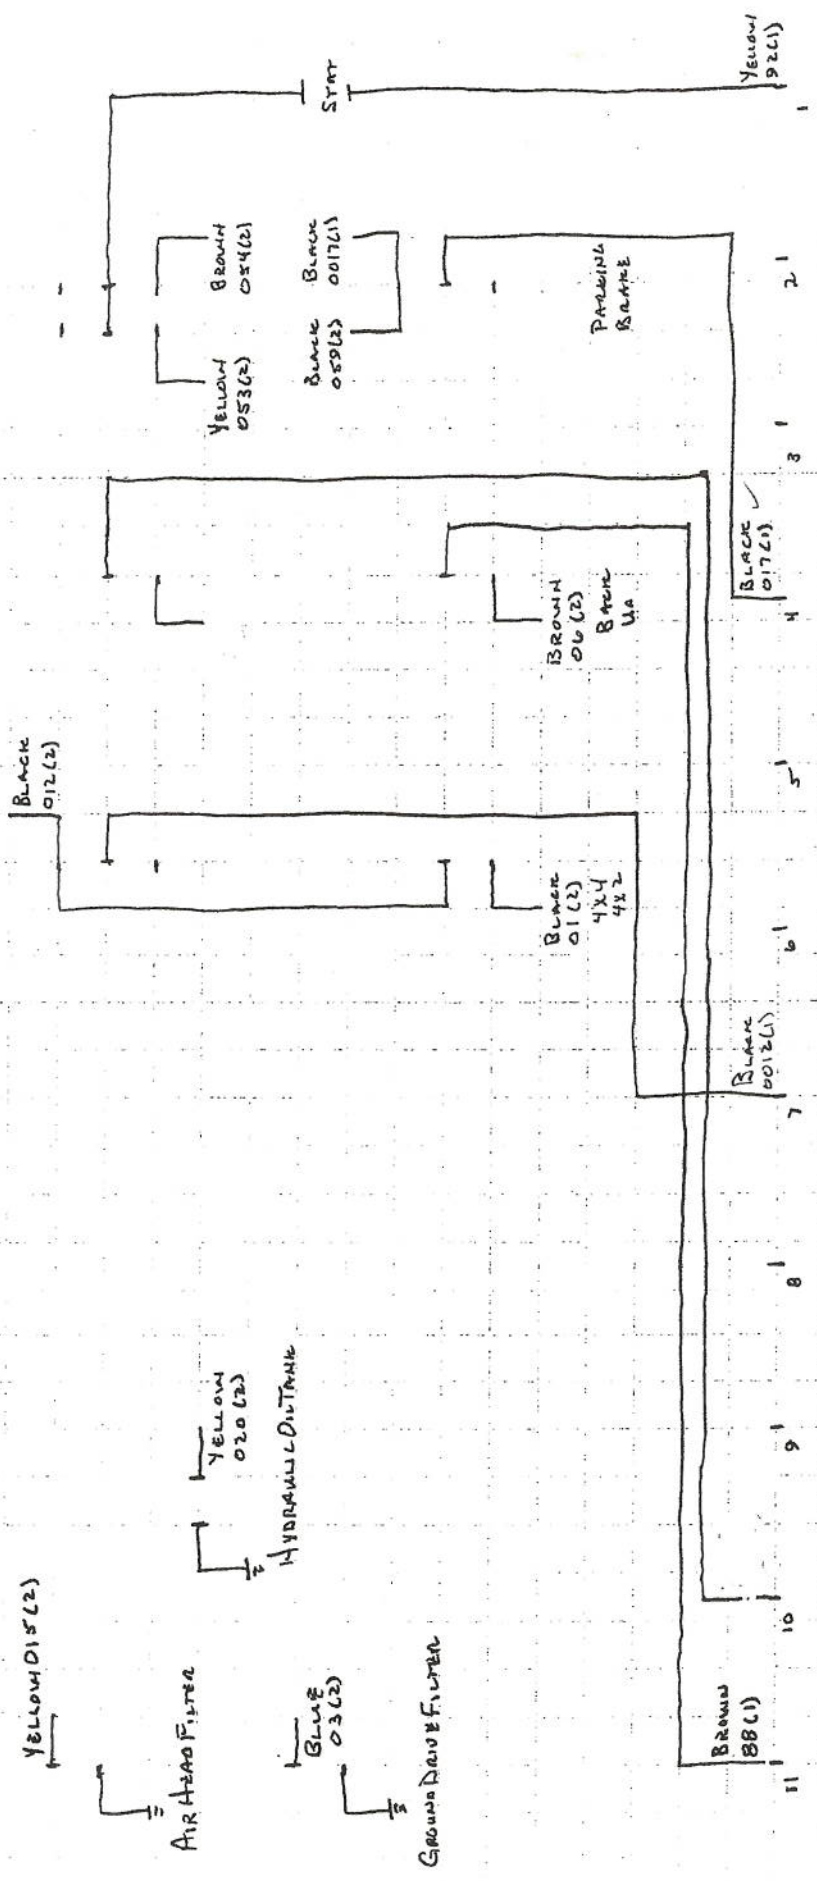 YELLOW 015(2)
BLACK
012(2)
AIR HEAD FILTER
YELLOW
020(2)
YELLOW
053(2)
BROWN
054(2)
HYDRAULIC OIL TANK
BLUE
03(2)
BLACK
059(2)
BLACK
0017(1)
STAT
GROUND DRIVE FILTER
BLACK
01(2)
4X4
4X2
BROWN
06(2)
BACK
UP
PARKING
BRAKE
BROWN
88(1)
BLACK
0012(1)
BLACK
017(1) ✓
YELLOW
92(1)
11 10 9 8 7 6 5 4 3 2 1